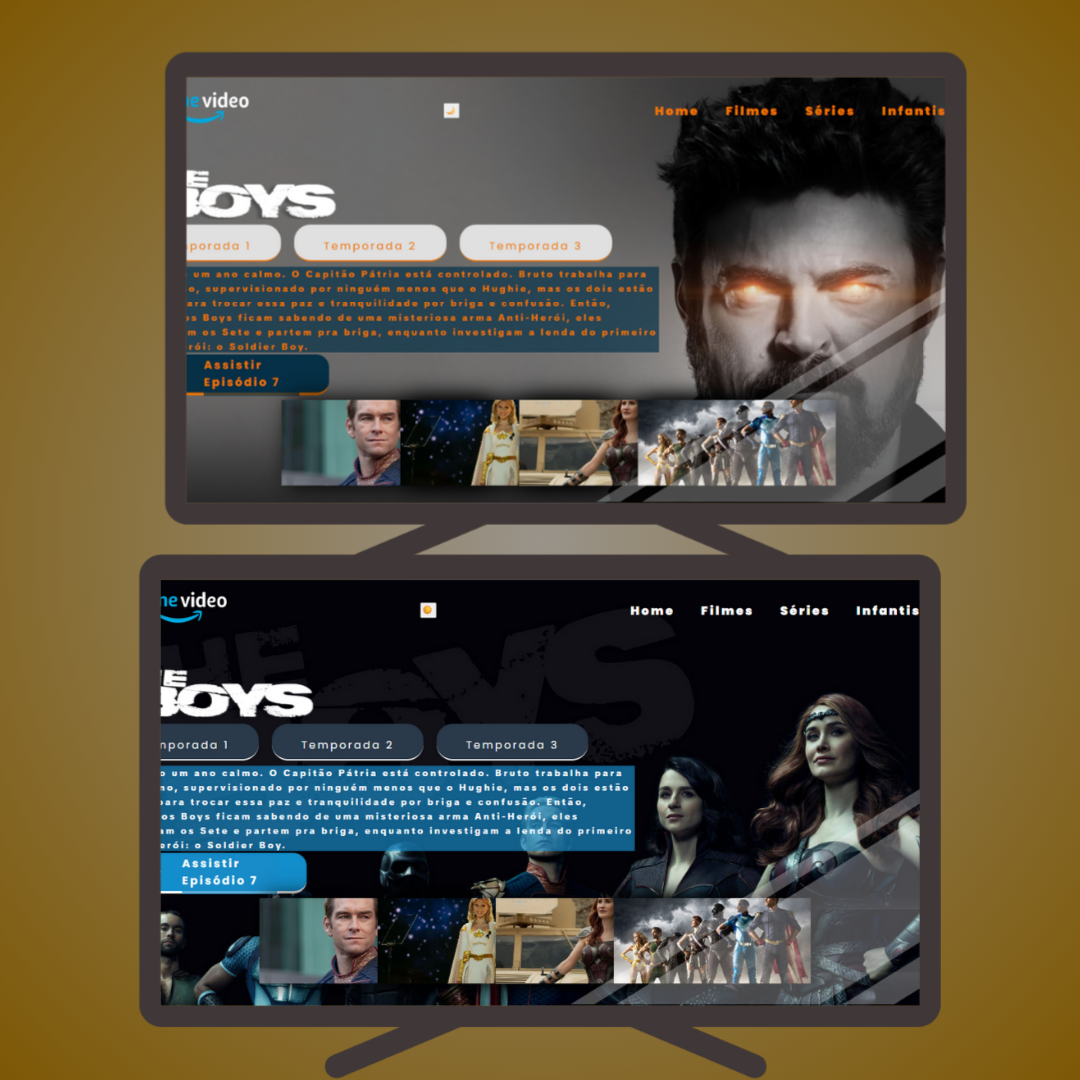 ne video
Home Filmes Séries Infantis
E
BOYS
mporada 1 Temporada 2 Temporada 3
um ano calmo. O Capitão Pátria está controlado. Bruto trabalha para
o, supervisionado por ninguém menos que o Hughie, mas os dois estão
ara trocar essa paz e tranquilidade por briga e confusão. Então,
os Boys ficam sabendo de uma misteriosa arma Anti-Herói, eles
m os Sete e partem pra briga, enquanto investigam a lenda do primeiro
rói: o Soldier Boy.
Assistir
Episódio 7
ne video
Home Filmes Séries Infantis
THE
BOYS
HE
BOYS
mporada 1 Temporada 2 Temporada 3
o um ano calmo. O Capitão Pátria está controlado. Bruto trabalha para
no, supervisionado por ninguém menos que o Hughie, mas os dois estão
para trocar essa paz e tranquilidade por briga e confusão. Então,
os Boys ficam sabendo de uma misteriosa arma Anti-Herói, eles
am os Sete e partem pra briga, enquanto investigam a lenda do primeiro
erói: o Soldier Boy.
Assistir
Episódio 7